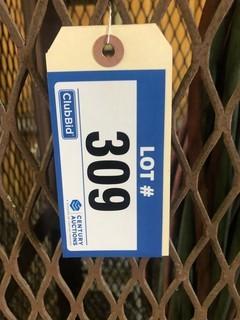 LOT #
309
ClubBid
CENTURY
AUCTIONS